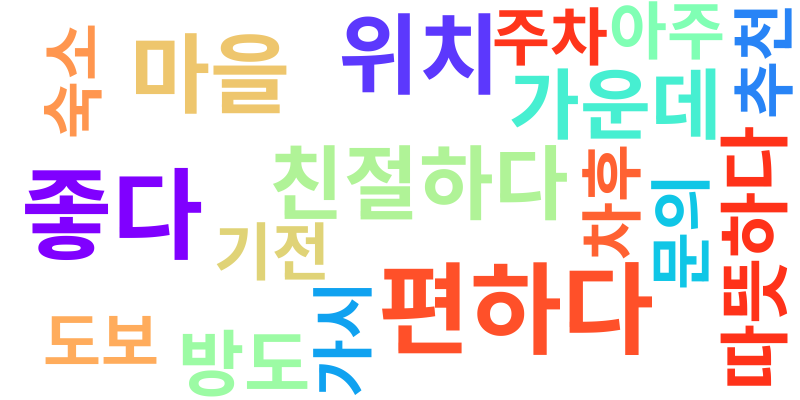 숙소
마을
위치
주차
아주
추천
가운데
좋다
친절하다
차후
문의
따뜻하다
기전
편하다
도보
방도
가시